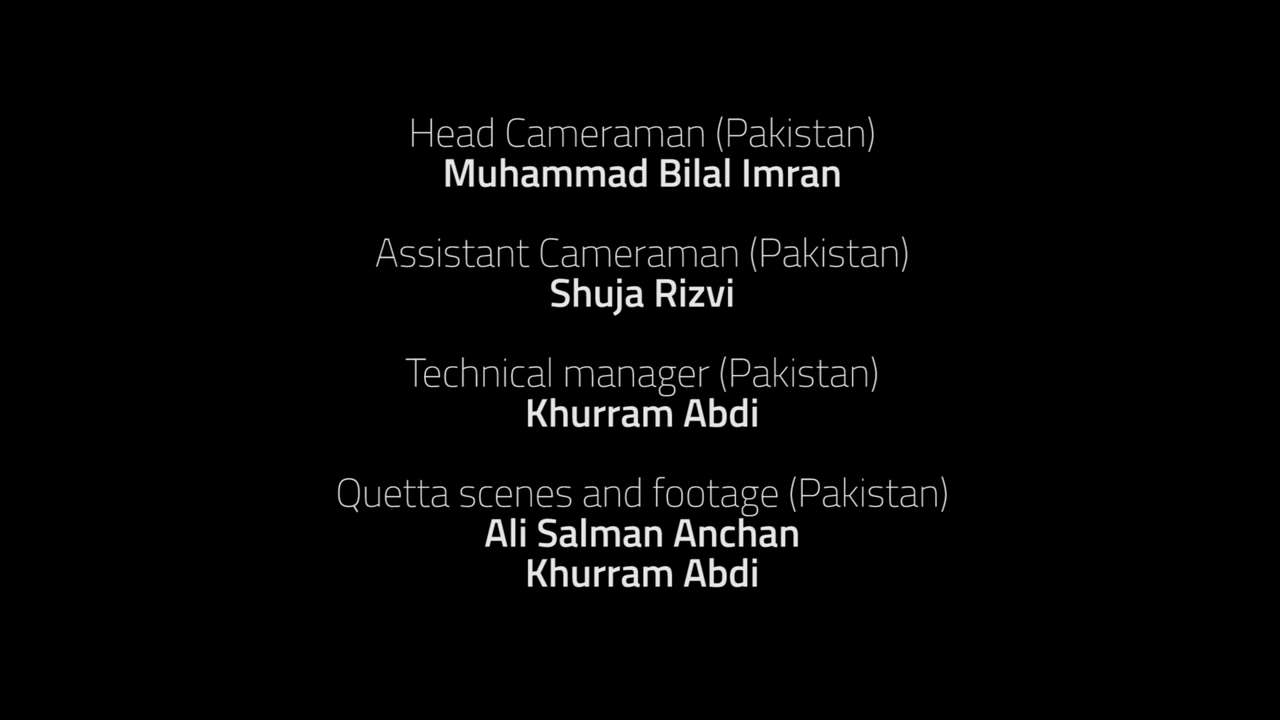 Head Cameraman (Pakistan)
Muhammad Bilal Imran
Assistant Cameraman (Pakistan)
Shuja Rizvi
Technical manager (Pakistan)
Khurram Abdi
Quetta scenes and footage (Pakistan)
Ali Salman Anchan
Khurram Abdi